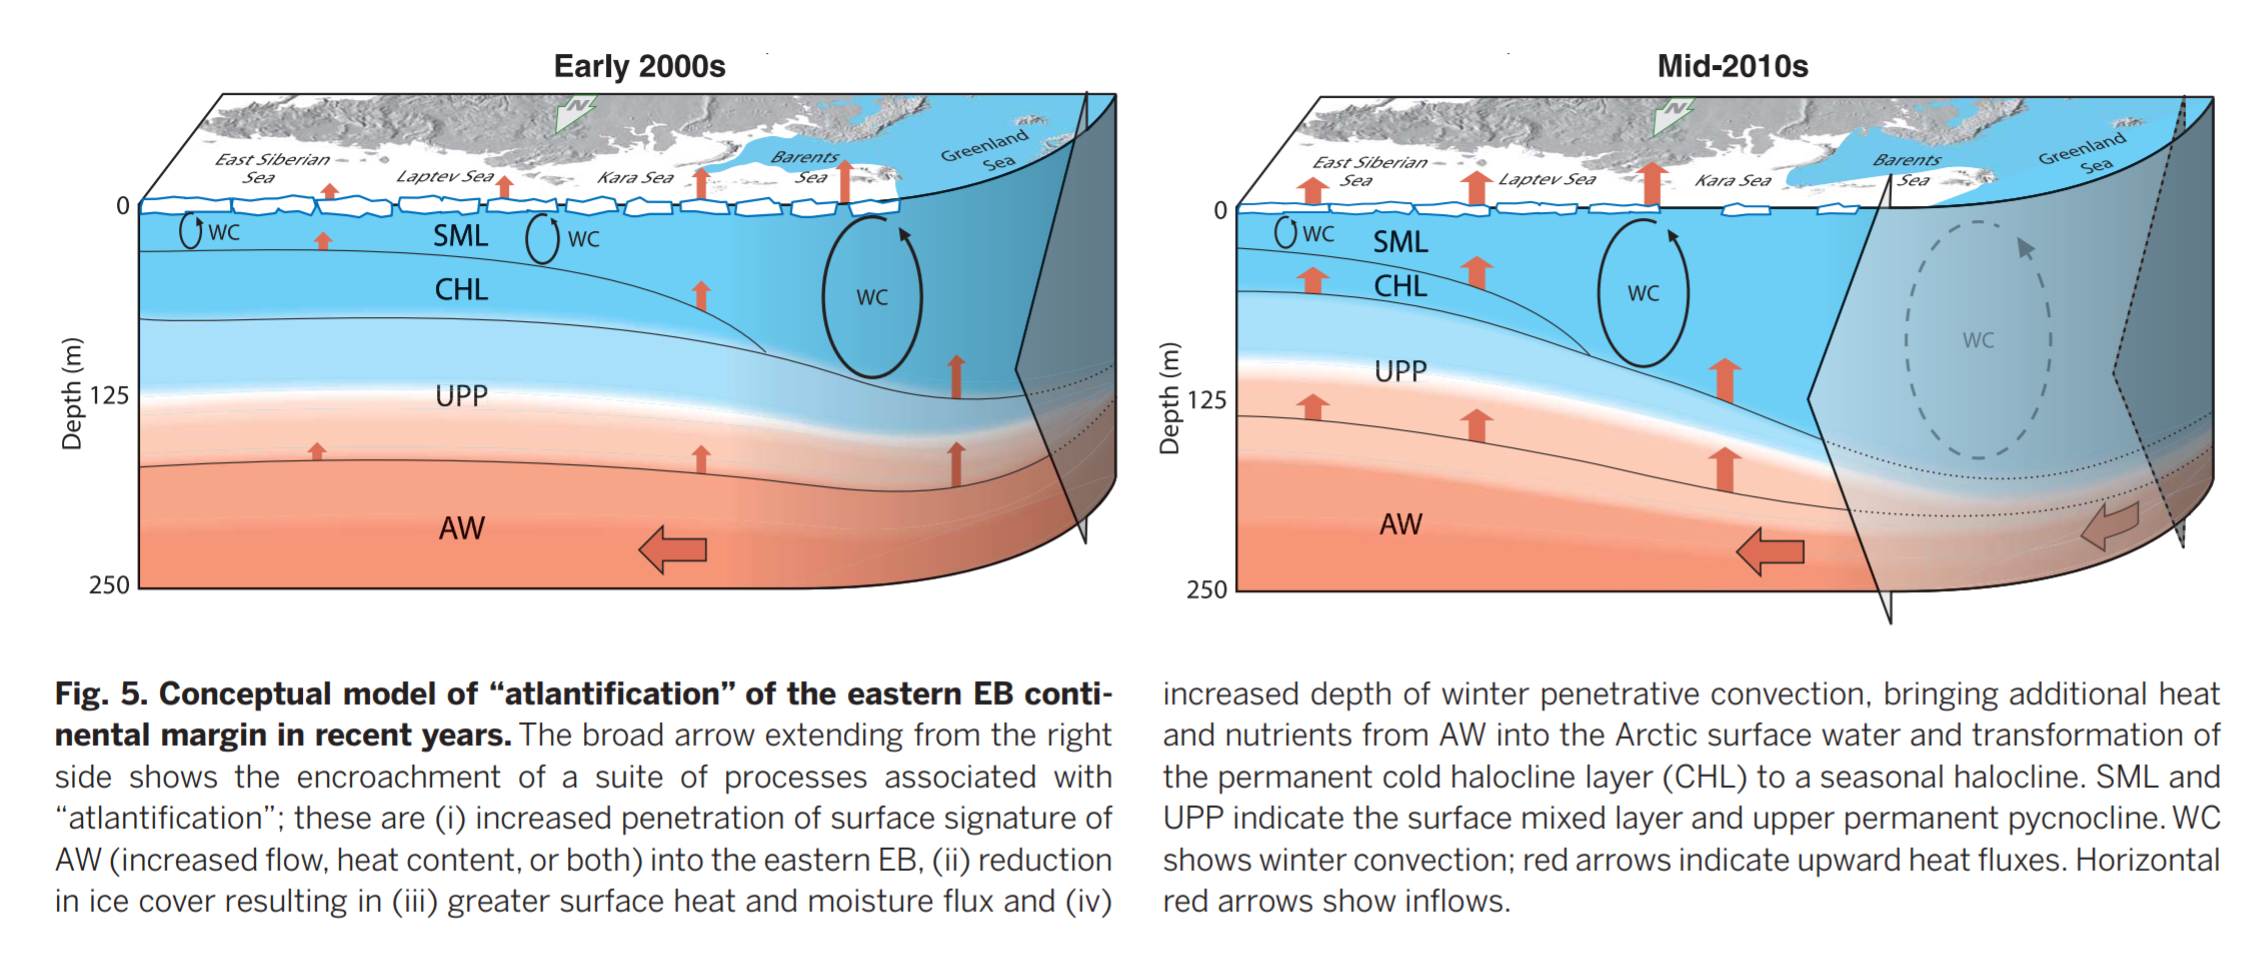 Early 2000s
N
East Siberian
Sea
Laptev Sea
Kara Sea
Barents
Sea
Greenland
Sea
0
125
250
Depth (m)
WC
SML
WC
WC
CHL
UPP
AW
Mid-2010s
N
East Siberian
Sea
Laptev Sea
Kara Sea
Barents
Sea
Greenland
Sea
0
125
250
Depth (m)
WC
SML
CHL
WC
WC
UPP
AW
Fig. 5. Conceptual model of “atlantification” of the eastern EB conti-
nental margin in recent years. The broad arrow extending from the right
side shows the encroachment of a suite of processes associated with
“atlantification”; these are (i) increased penetration of surface signature of
AW (increased flow, heat content, or both) into the eastern EB, (ii) reduction
in ice cover resulting in (iii) greater surface heat and moisture flux and (iv)
increased depth of winter penetrative convection, bringing additional heat
and nutrients from AW into the Arctic surface water and transformation of
the permanent cold halocline layer (CHL) to a seasonal halocline. SML and
UPP indicate the surface mixed layer and upper permanent pycnocline. WC
shows winter convection; red arrows indicate upward heat fluxes. Horizontal
red arrows show inflows.